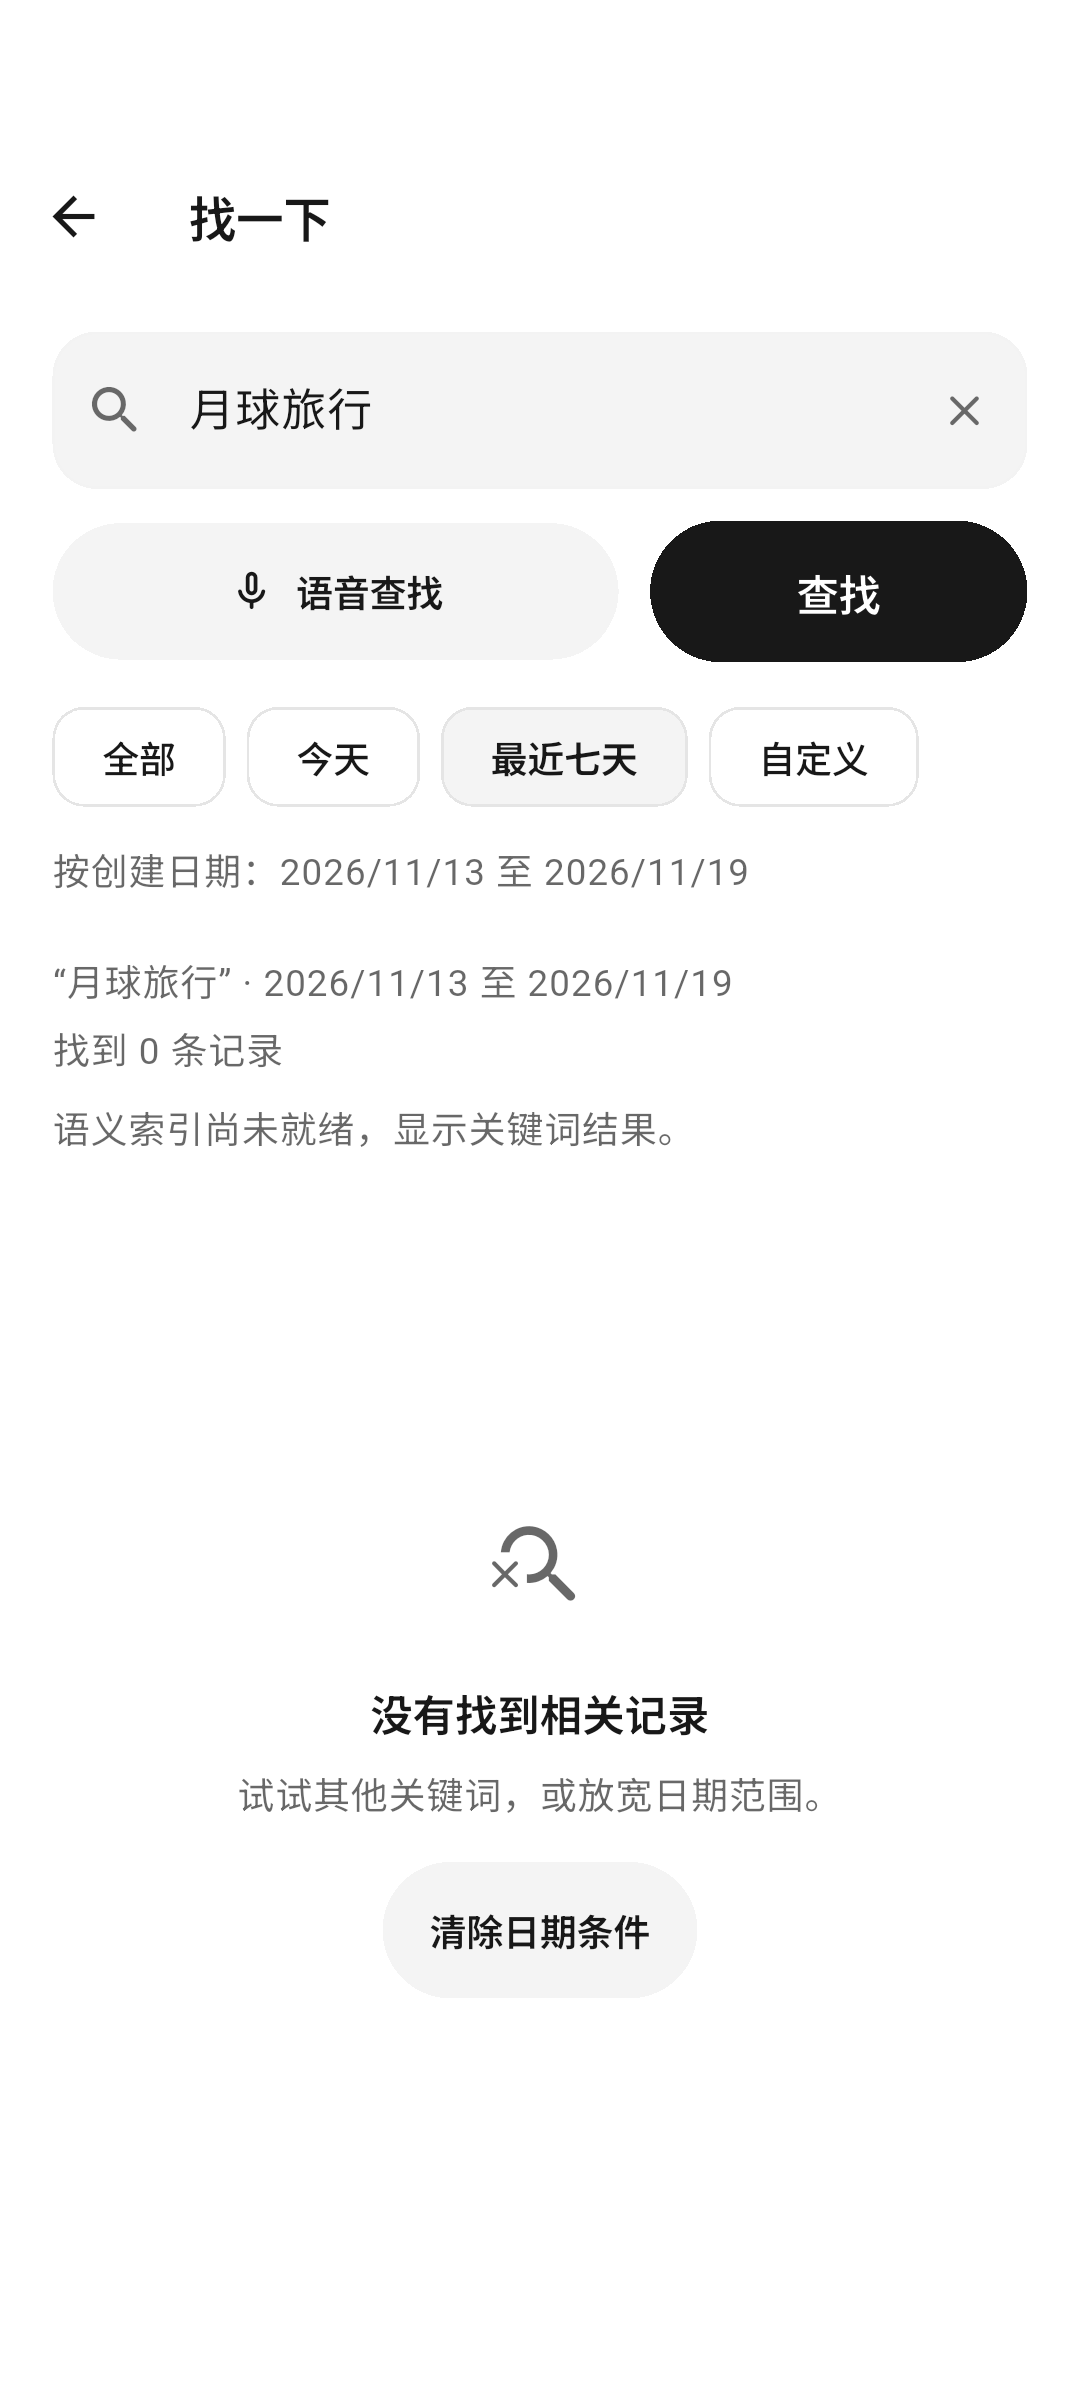 找一下
月球旅行
语音查找
查找
全部
今天
最近七天
自定义
按创建日期：2026/11/13 至 2026/11/19
“月球旅行” · 2026/11/13 至 2026/11/19
找到 0 条记录
语义索引尚未就绪，显示关键词结果。
没有找到相关记录
试试其他关键词，或放宽日期范围。
清除日期条件